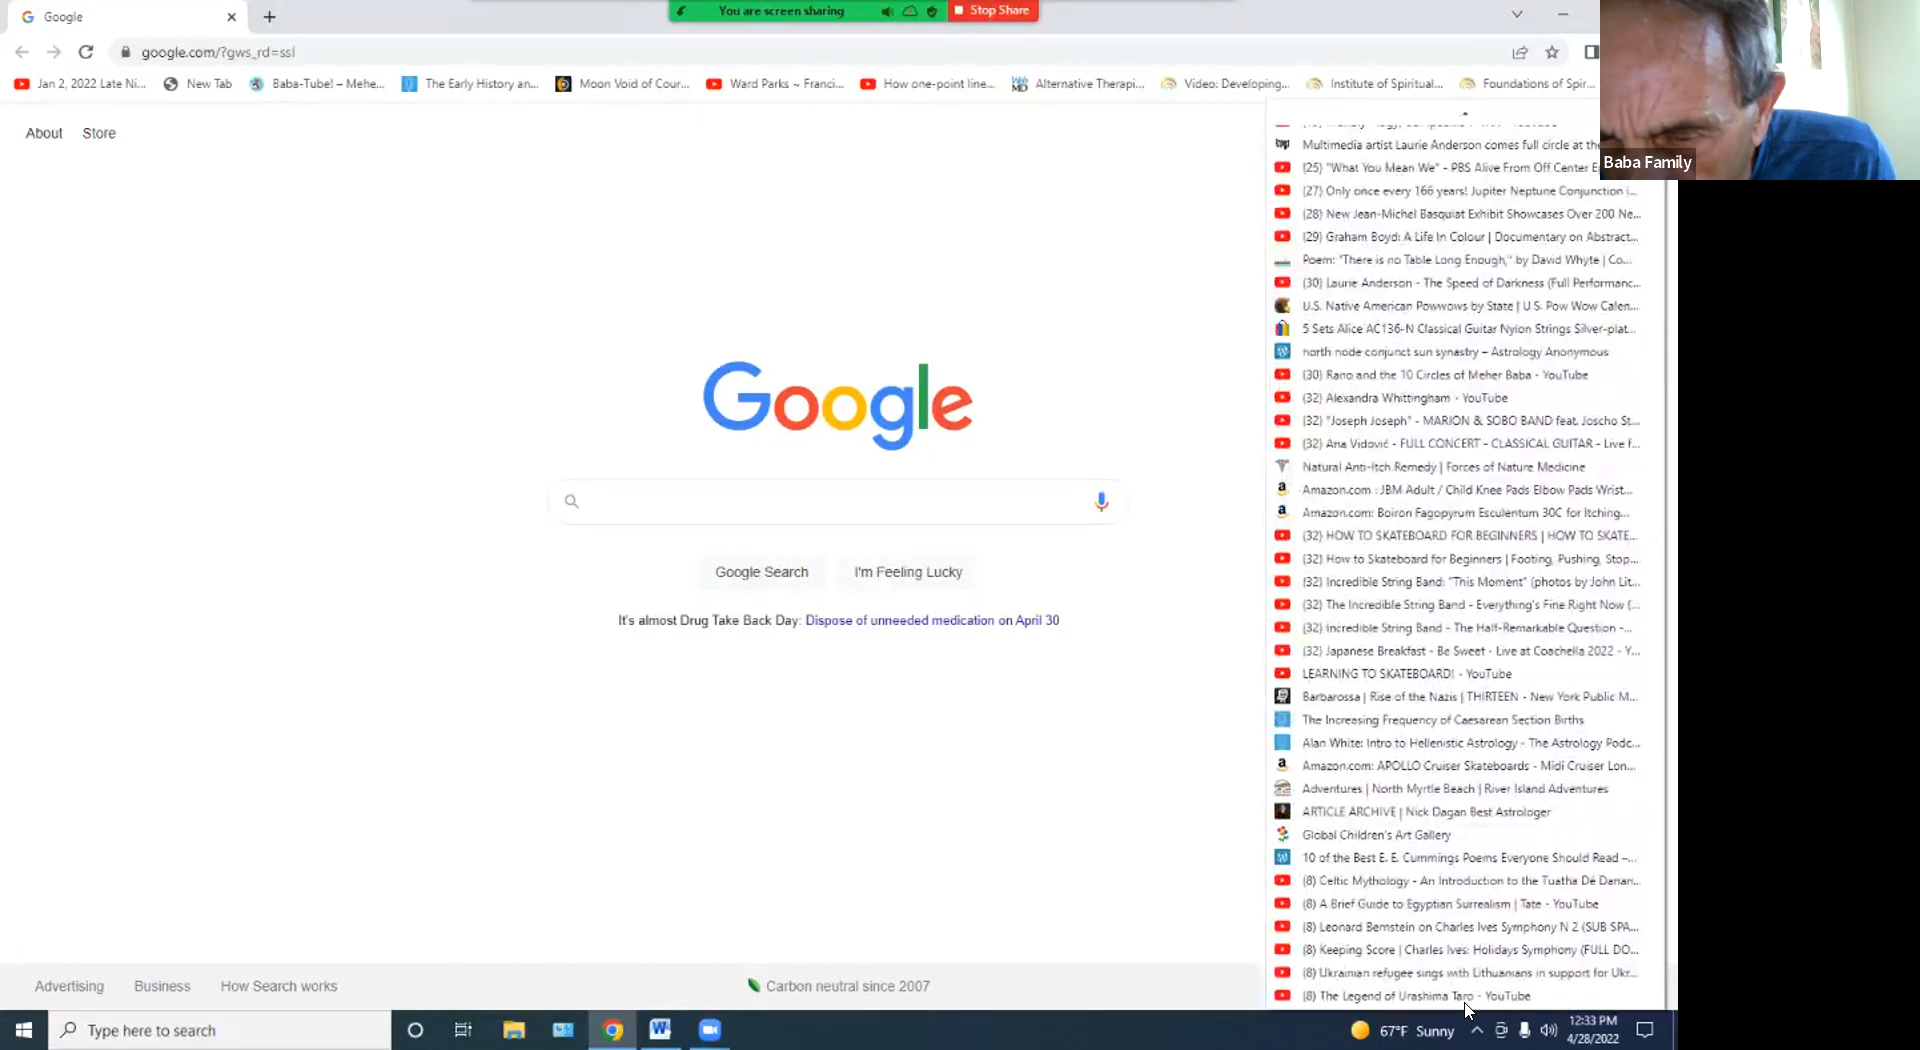 Google
You are screen sharing
Stop Share
google.com/?gws_rd=ssl
Jan 2, 2022 Late Ni...
New Tab
Baba-Tube! – Mehe...
The Early History an...
Moon Void of Cour...
Ward Parks ~ Franci...
How one-point line...
Alternative Therapi...
Video: Developing...
Institute of Spiritual...
Foundations of Spir...
About Store
Baba Family
Multimedia artist Laurie Anderson comes full circle at the
(25) "What You Mean We" - PBS Alive From Off Center E
(27) Only once every 166 years! Jupiter Neptune Conjunction i...
(28) New Jean-Michel Basquiat Exhibit Showcases Over 200 Ne...
(29) Graham Boyd: A Life In Colour | Documentary on Abstract...
Poem: "There is no Table Long Enough," by David Whyte | Co...
(30) Laurie Anderson - The Speed of Darkness (Full Performanc...
U.S. Native American Powwows by State | U.S. Pow Wow Calen...
5 Sets Alice AC136-N Classical Guitar Nylon Strings Silver-plat...
north node conjunct sun synastry – Astrology Anonymous
(30) Rano and the 10 Circles of Meher Baba - YouTube
(32) Alexandra Whittingham - YouTube
(32) "Joseph Joseph" - MARION & SOBO BAND feat. Joscho St...
(32) Ana Vidović - FULL CONCERT - CLASSICAL GUITAR - Live f...
Natural Anti-Itch Remedy | Forces of Nature Medicine
Amazon.com : JBM Adult / Child Knee Pads Elbow Pads Wrist...
Amazon.com: Boiron Fagopyrum Esculentum 30C for Itching...
(32) HOW TO SKATEBOARD FOR BEGINNERS | HOW TO SKATE...
(32) How to Skateboard for Beginners | Footing, Pushing, Stop...
(32) Incredible String Band: "This Moment" (photos by John Lit...
(32) The Incredible String Band - Everything's Fine Right Now (...
(32) Incredible String Band - The Half-Remarkable Question -...
(32) Japanese Breakfast - Be Sweet - Live at Coachella 2022 - Y...
LEARNING TO SKATEBOARD! - YouTube
Barbarossa | Rise of the Nazis | THIRTEEN - New York Public M...
The Increasing Frequency of Caesarean Section Births
Alan White: Intro to Hellenistic Astrology - The Astrology Podc...
Amazon.com: APOLLO Cruiser Skateboards - Midi Cruiser Lon...
Adventures | North Myrtle Beach | River Island Adventures
ARTICLE ARCHIVE | Nick Dagan Best Astrologer
Global Children's Art Gallery
10 of the Best E. E. Cummings Poems Everyone Should Read –...
(8) Celtic Mythology - An Introduction to the Tuatha Dé Danan...
(8) A Brief Guide to Egyptian Surrealism | Tate - YouTube
(8) Leonard Bernstein on Charles Ives Symphony N 2 (SUB SPA...
(8) Keeping Score | Charles Ives: Holidays Symphony (FULL DO...
(8) Ukrainian refugee sings with Lithuanians in support for Ukr...
(8) The Legend of Urashima Taro - YouTube
Google
Google Search
I'm Feeling Lucky
It's almost Drug Take Back Day: Dispose of unneeded medication on April 30
Advertising Business How Search works
Carbon neutral since 2007
Type here to search
67°F Sunny
12:33 PM
4/28/2022